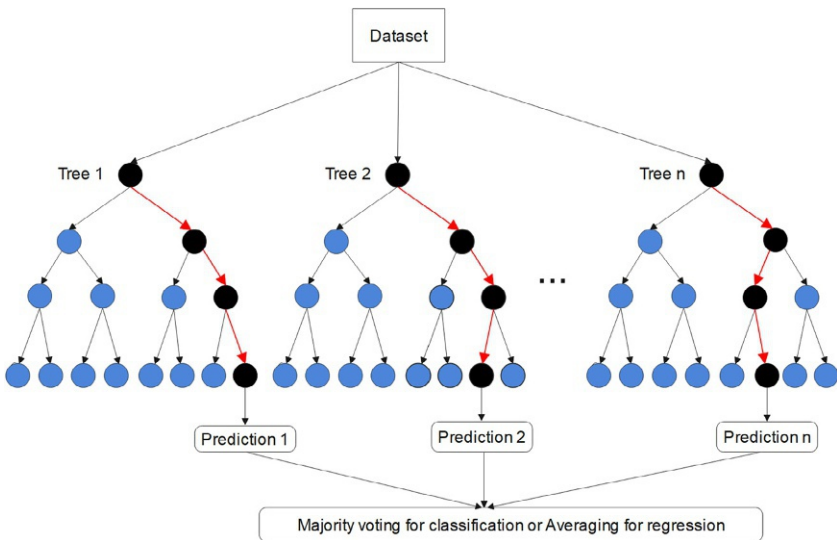 Dataset
Tree 1
Tree 2
Tree n
...
Prediction 1
Prediction 2
Prediction n
Majority voting for classification or Averaging for regression